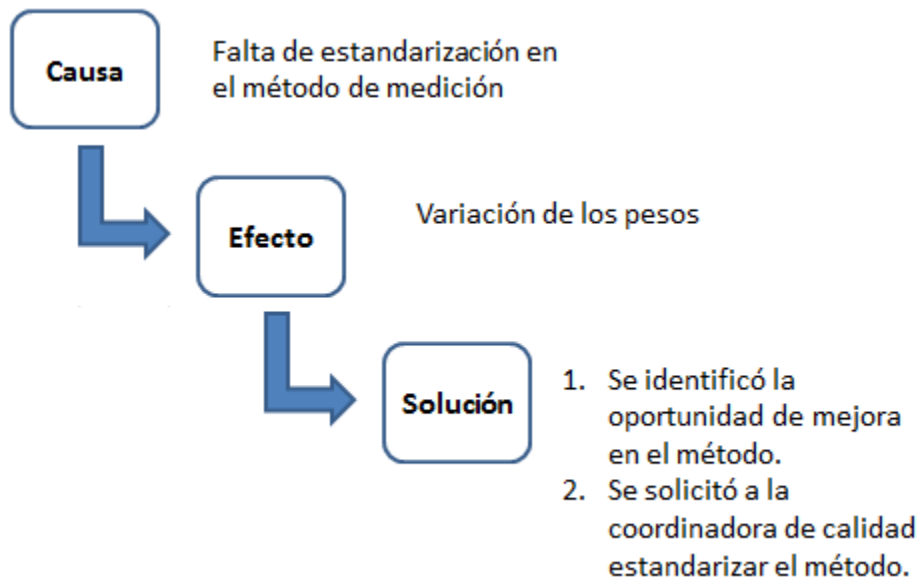 Causa
Falta de estandarización en
el método de medición
Efecto
Variación de los pesos
Solución
1. Se identificó la
oportunidad de mejora
en el método.
2. Se solicitó a la
coordinadora de calidad
estandarizar el método.